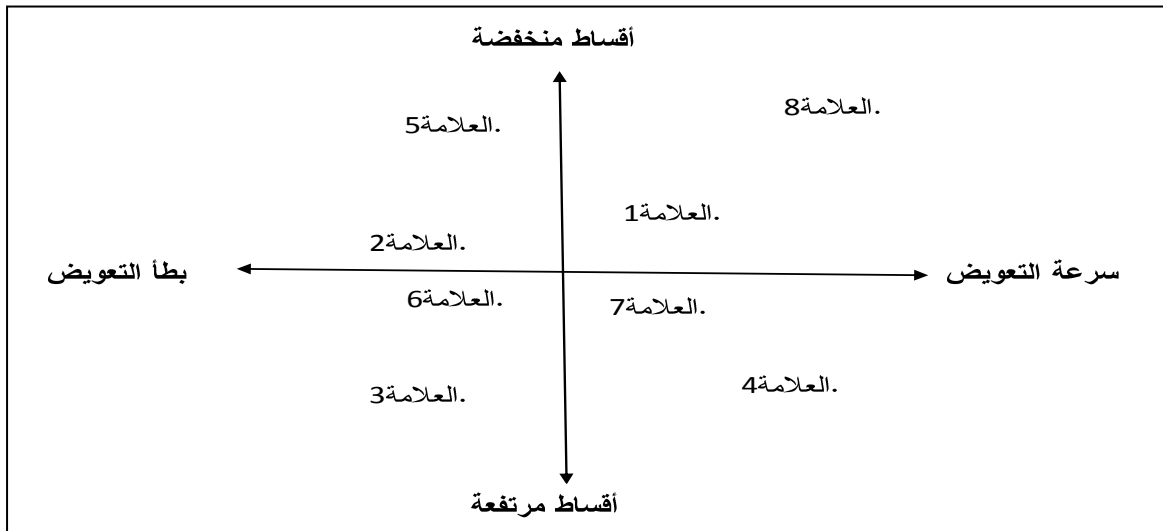 أقساط منخفضة
.العلامة8
.العلامة5
.العلامة1
.العلامة2
سرعة التعويض
بطأ التعويض
.العلامة7
.العلامة6
.العلامة4
.العلامة3
أقساط مرتفعة